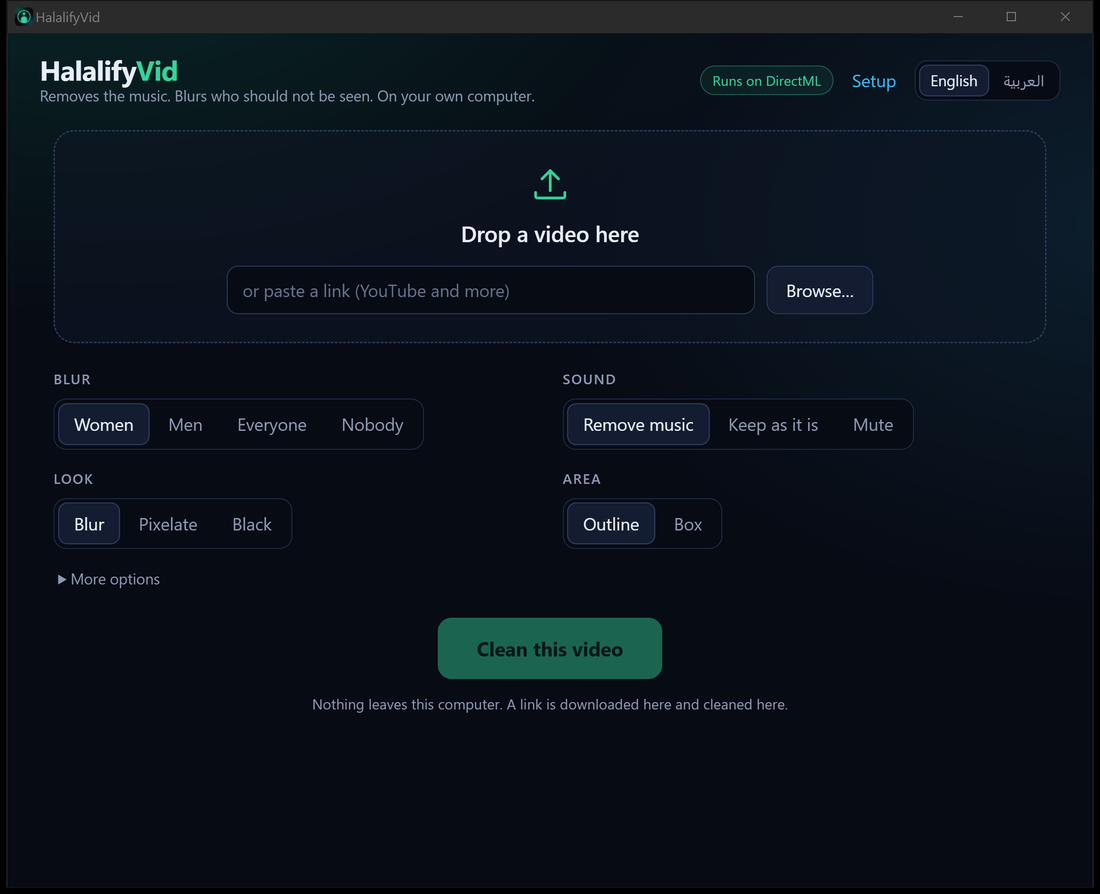 HalalifyVid
HalalifyVid
Removes the music. Blurs who should not be seen. On your own computer.
Runs on DirectML
Setup
English
العربية
Drop a video here
or paste a link (YouTube and more)
Browse...
BLUR
Women Men Everyone Nobody
SOUND
Remove music Keep as it is Mute
LOOK
Blur Pixelate Black
AREA
Outline Box
More options
Clean this video
Nothing leaves this computer. A link is downloaded here and cleaned here.